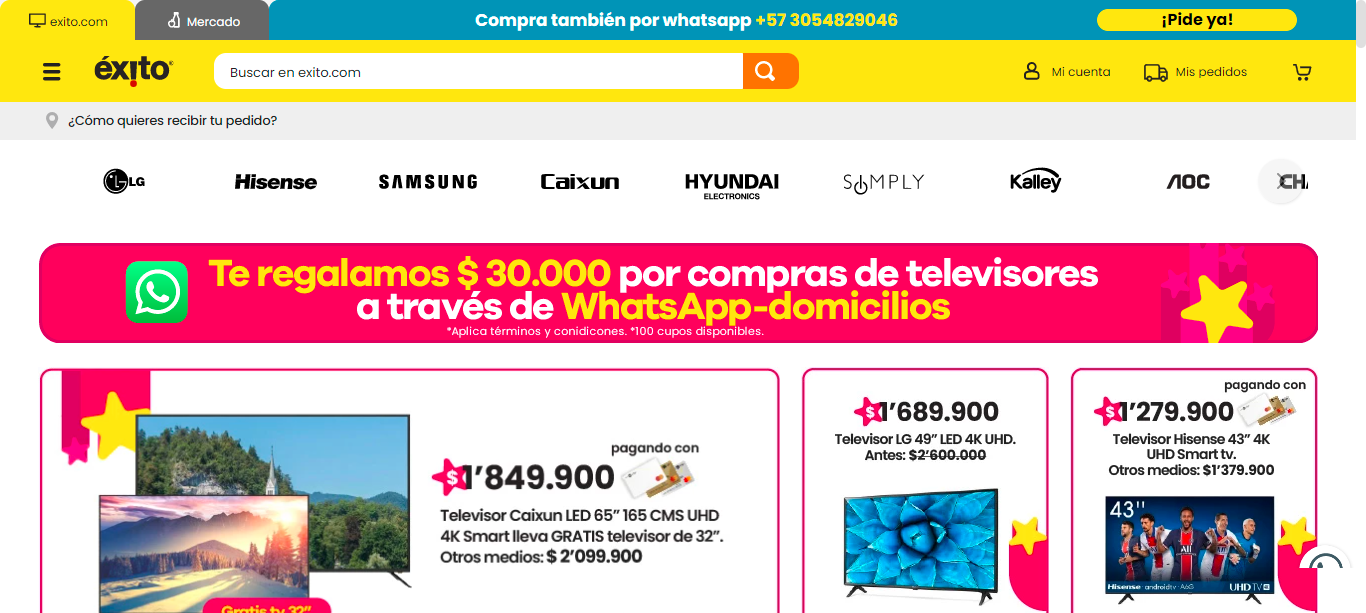 exito.com
Mercado
Compra también por whatsapp +57 3054829046
¡Pide ya!
éxito
Buscar en exito.com
Mi cuenta
Mis pedidos
¿Cómo quieres recibir tu pedido?
LG
Hisense
SAMSUNG
Caixun
HYUNDAI
ELECTRONICS
SIMPLY
Kalley
AOC
Te regalamos $ 30.000 por compras de televisores
a través de WhatsApp-domicilios
*Aplica términos y conidicones. *100 cupos disponibles.
pagando con
$1'849.900
Televisor Caixun LED 65" 165 CMS UHD
4K Smart lleva GRATIS televisor de 32".
Otros medios: $ 2'099.900
Gratis tv 32"
$1'689.900
Televisor LG 49" LED 4K UHD.
Antes: $2'600.000
pagando con
$1'279.900
Televisor Hisense 43" 4K
UHD Smart tv.
Otros medios: $1'379.900
43''
Hisense androidtv · A6G UHD TV 4K